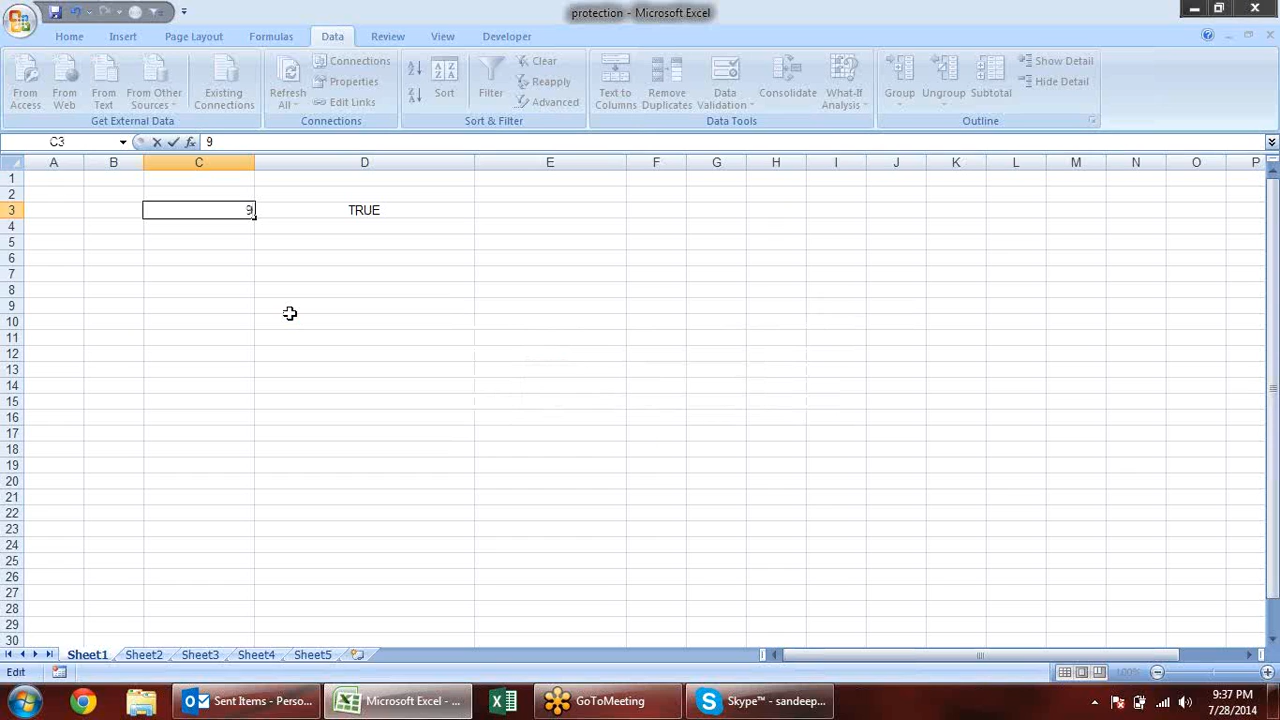 protection - Microsoft Excel
Home Insert Page Layout Formulas Data Review View Developer
From Access
From Web
From Text
From Other Sources
Existing Connections
Get External Data
Refresh All
Connections
Properties
Edit Links
Connections
Sort
Filter
Clear
Reapply
Advanced
Sort & Filter
Text to Columns
Remove Duplicates
Data Validation
Consolidate
What-If Analysis
Data Tools
Group
Ungroup
Subtotal
Show Detail
Hide Detail
Outline
C3 fx 9
A B C D E F G H I J K L M N O P
1
2
3 9 TRUE
4
5
6
7
8
9
10
11
12
13
14
15
16
17
18
19
20
21
22
23
24
25
26
27
28
29
30
Sheet1 Sheet2 Sheet3 Sheet4 Sheet5
Edit 100%
Sent Items - Perso...
Microsoft Excel - ...
GoToMeeting
Skype™ - sandeep...
9:37 PM
7/28/2014